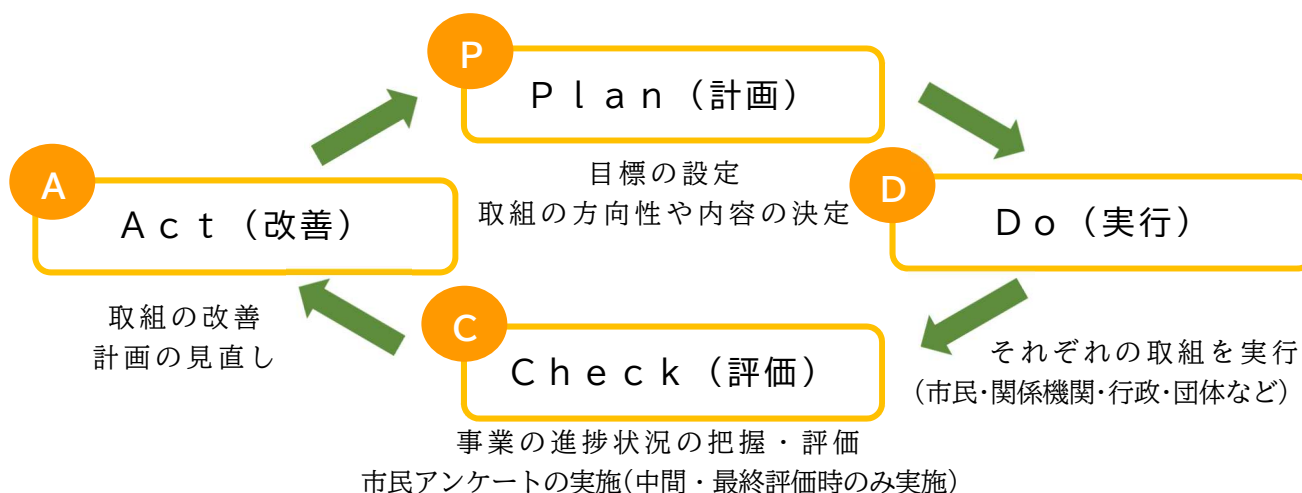 P
Ｐｌａｎ（計画）
目標の設定
取組の方向性や内容の決定
D
Ｄｏ（実行）
それぞれの取組を実行
（市民･関係機関･行政･団体など）
C
Ｃｈｅｃｋ（評価）
事業の進捗状況の把握・評価
市民アンケートの実施(中間・最終評価時のみ実施)
A
Ａｃｔ（改善）
取組の改善
計画の見直し